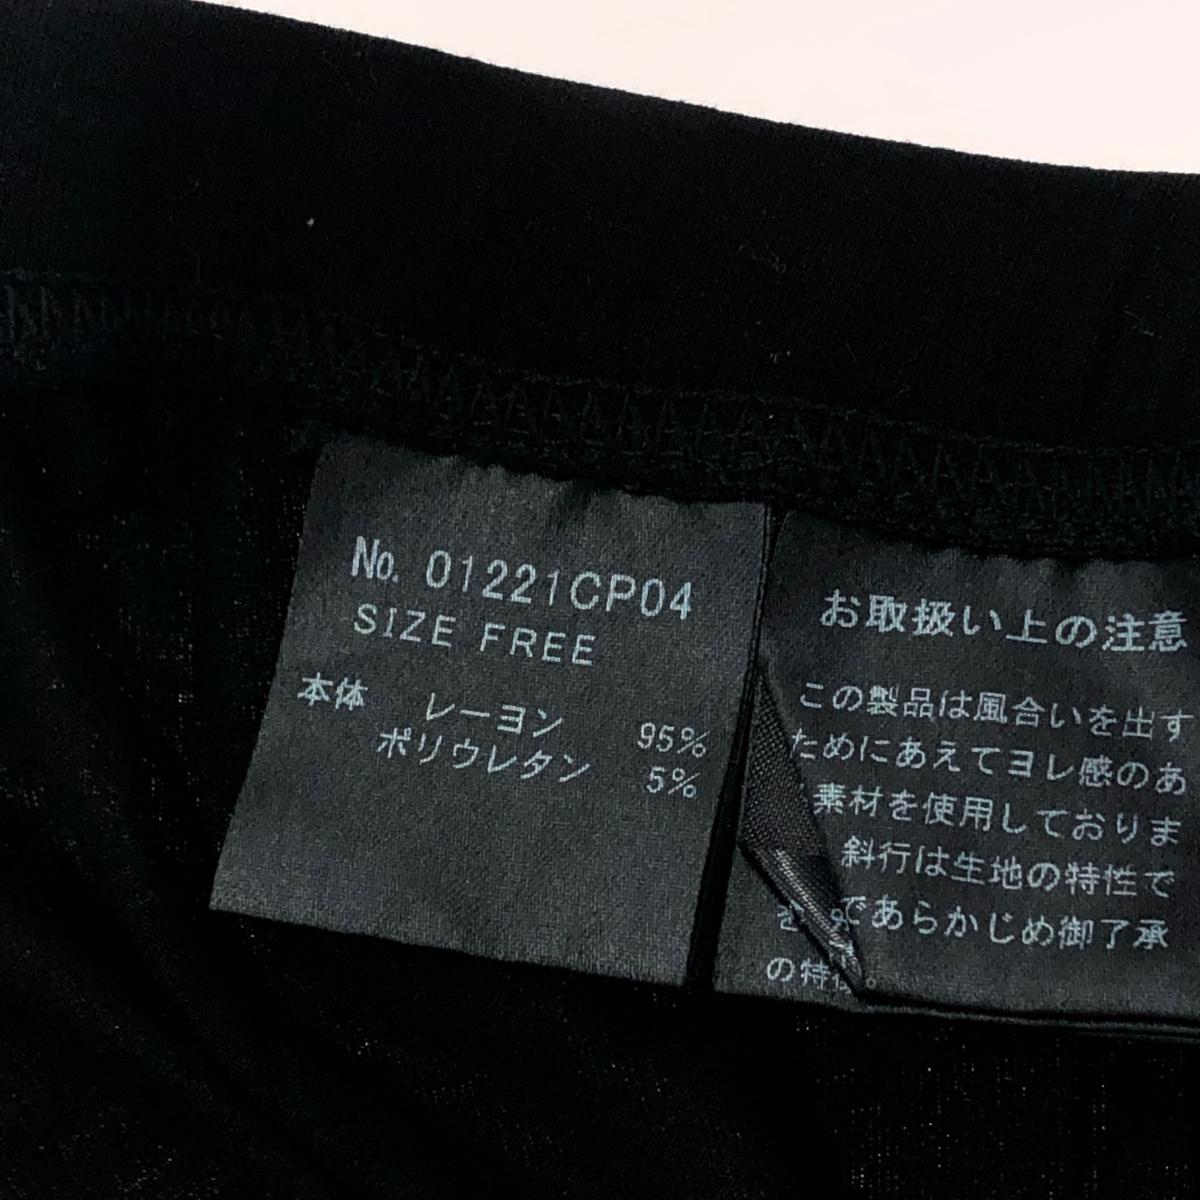 No. 01221CP04
SIZE FREE
本体 レーヨン 95%
ポリウレタン 5%
お取扱い上の注意
この製品は風合いを出す
ためにあえてヨレ感のあ
素材を使用しておりま
斜行は生地の特性で
であらかじめ御了承
の特